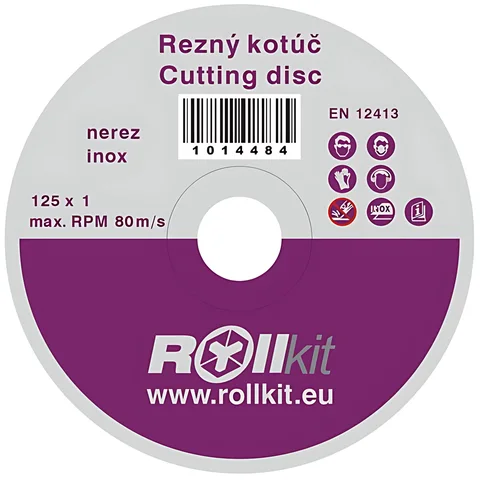 Rezný kotúč
Cutting disc
1014484
EN 12413
nerez
inox
125 x 1
max. RPM 80m/s
INOX
ROllkit
www.rollkit.eu